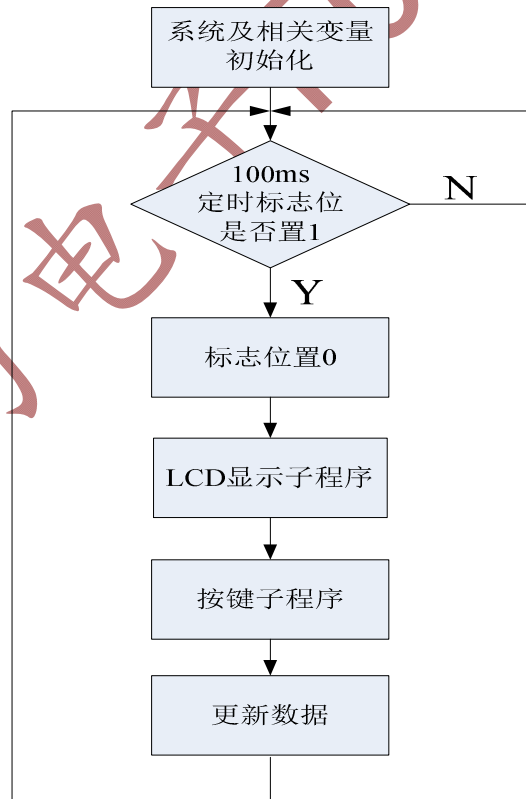 系统及相关变量
初始化
100ms
定时标志位
是否置1
N
Y
标志位置0
LCD显示子程序
按键子程序
更新数据
电子